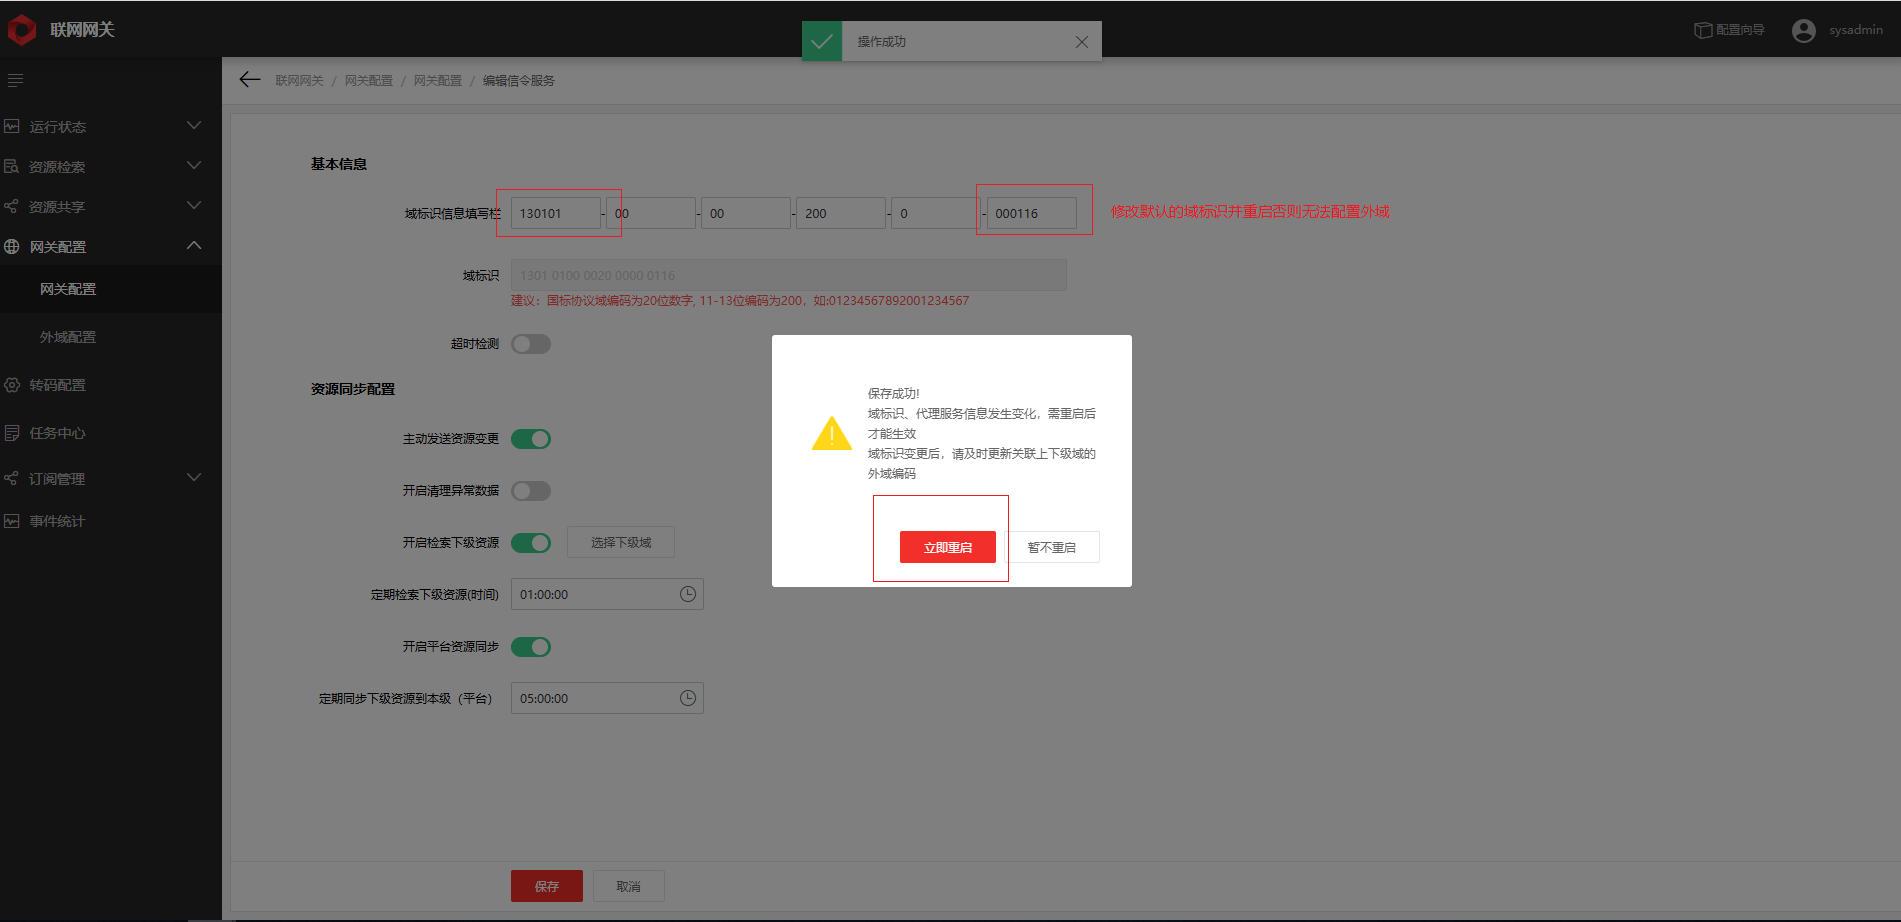 联网网关
操作成功
配置向导
sysadmin
联网网关 / 网关配置 / 网关配置 / 编辑信令服务
运行状态
资源检索
资源共享
网关配置
网关配置
外域配置
转码配置
任务中心
订阅管理
事件统计
基本信息
域标识信息填写栏 130101 - 00 - 00 - 200 - 0 - 000116
修改默认的域标识并重启否则无法配置外域
域标识 1301 0100 0020 0000 0116
建议：国标协议域编码为20位数字, 11-13位编码为200，如:01234567892001234567
超时检测
资源同步配置
主动发送资源变更
开启清理异常数据
开启检索下级资源 选择下级域
定期检索下级资源(时间) 01:00:00
开启平台资源同步
定期同步下级资源到本级（平台） 05:00:00
保存成功!
域标识、代理服务信息发生变化，需重启后
才能生效
域标识变更后，请及时更新关联上下级域的
外域编码
立即重启 暂不重启
保存 取消